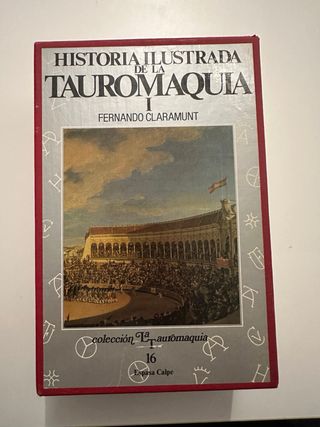 HISTORIA ILUSTRADA
DE LA
TAUROMAQUIA
I
FERNANDO CLARAMUNT
colección La Tauromaquia
16
Espasa Calpe